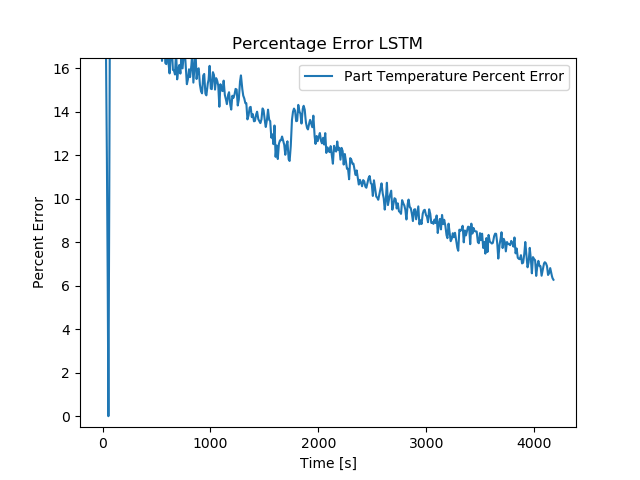 Percentage Error LSTM
Part Temperature Percent Error
Percent Error
16
14
12
10
8
6
4
2
0
0 1000 2000 3000 4000
Time [s]